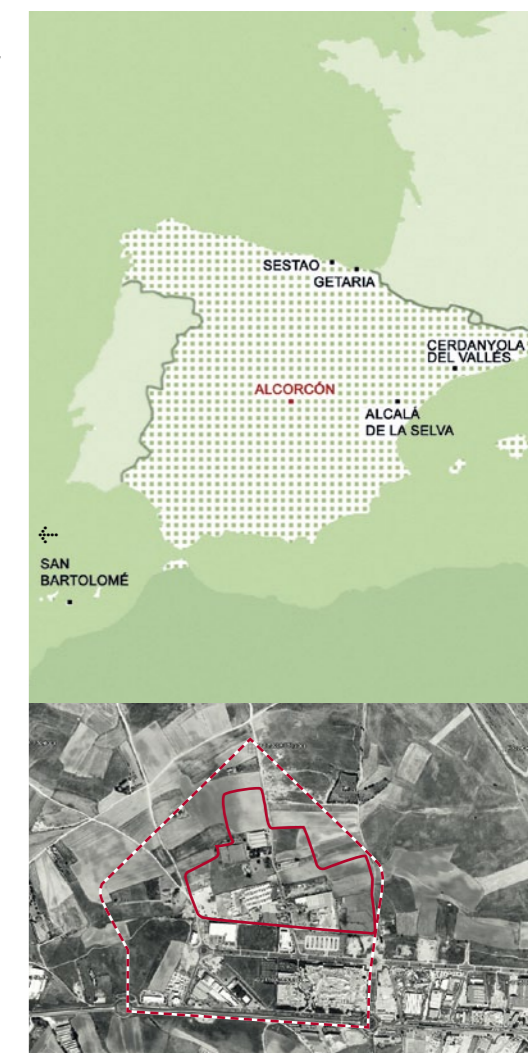 SESTAO
GETARIA
CERDANYOLA
DEL VALLÉS
ALCORCÓN
ALCALÁ
DE LA SELVA
SAN
BARTOLOMÉ